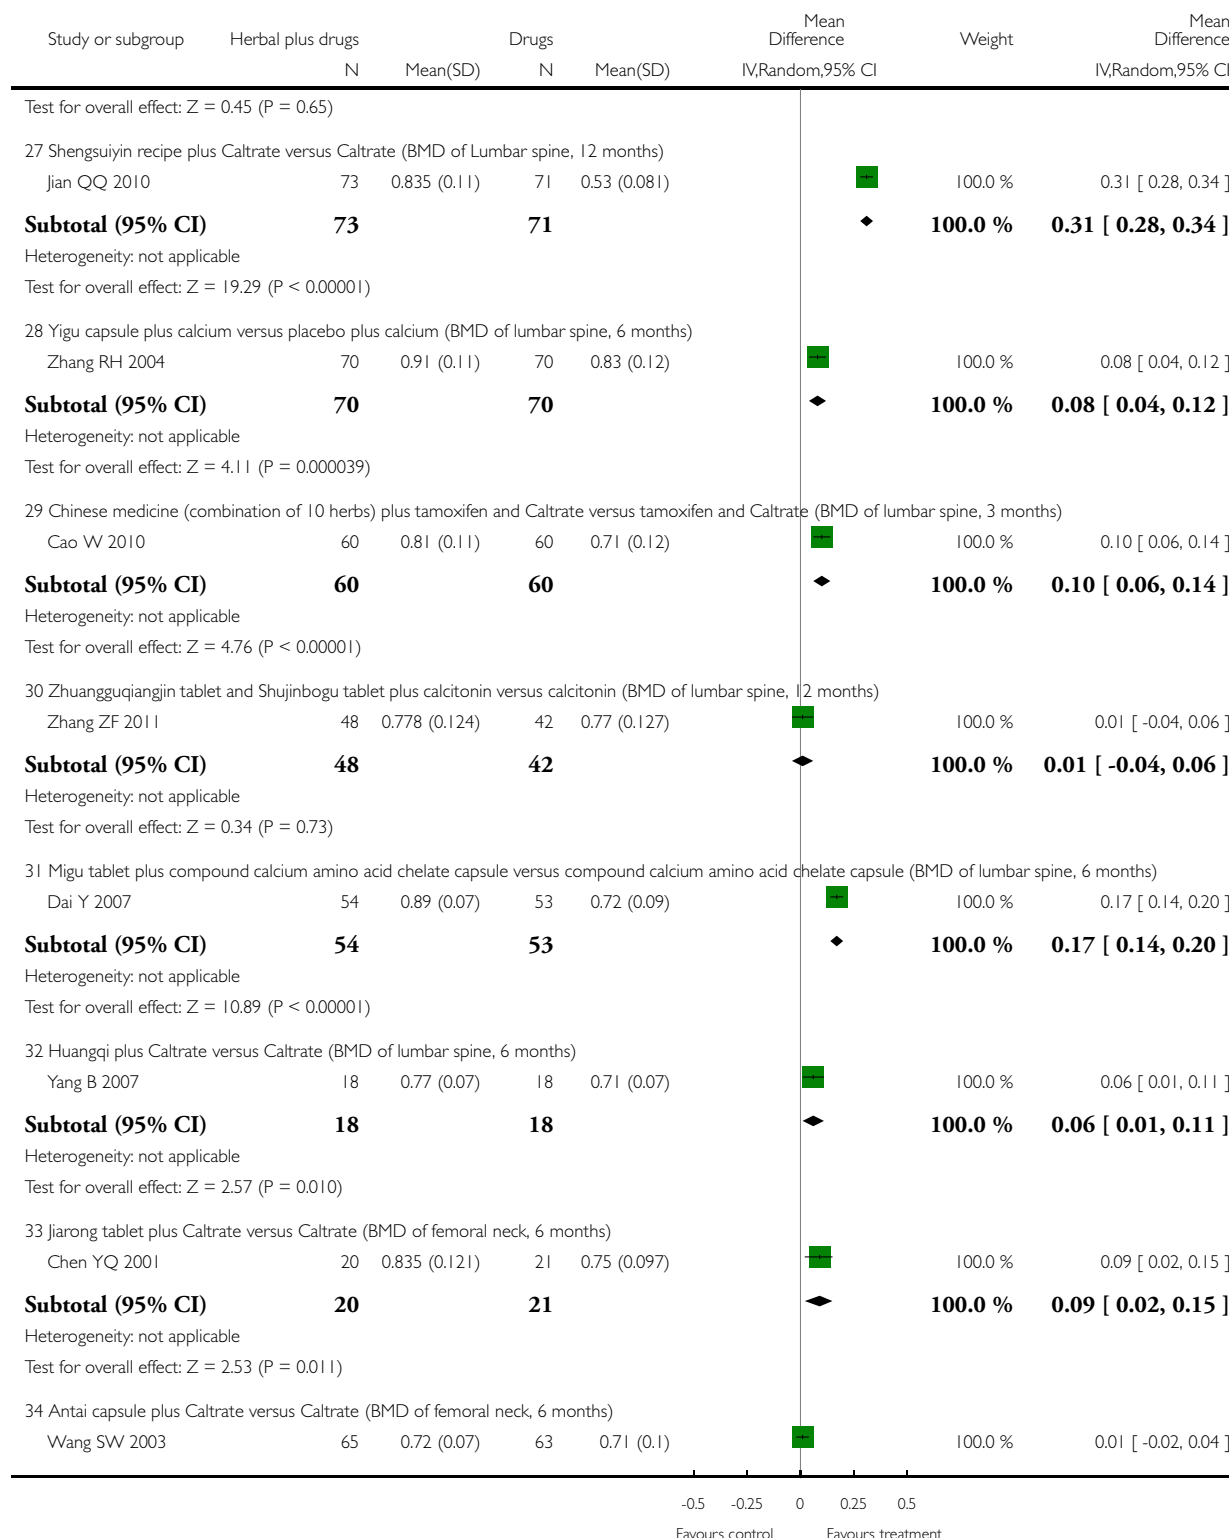 Mean Mean
Study or subgroup Herbal plus drugs Drugs Difference Weight Difference
N Mean(SD) N Mean(SD) IV,Random,95% CI IV,Random,95% CI
Test for overall effect: Z = 0.45 (P = 0.65)
27 Shengsuiyin recipe plus Caltrate versus Caltrate (BMD of Lumbar spine, 12 months)
Jian QQ 2010 73 0.835 (0.11) 71 0.53 (0.081) 100.0 % 0.31 [ 0.28, 0.34 ]
Subtotal (95% CI) 73 71 100.0 % 0.31 [ 0.28, 0.34 ]
Heterogeneity: not applicable
Test for overall effect: Z = 19.29 (P < 0.00001)
28 Yigu capsule plus calcium versus placebo plus calcium (BMD of lumbar spine, 6 months)
Zhang RH 2004 70 0.91 (0.11) 70 0.83 (0.12) 100.0 % 0.08 [ 0.04, 0.12 ]
Subtotal (95% CI) 70 70 100.0 % 0.08 [ 0.04, 0.12 ]
Heterogeneity: not applicable
Test for overall effect: Z = 4.11 (P = 0.000039)
29 Chinese medicine (combination of 10 herbs) plus tamoxifen and Caltrate versus tamoxifen and Caltrate (BMD of lumbar spine, 3 months)
Cao W 2010 60 0.81 (0.11) 60 0.71 (0.12) 100.0 % 0.10 [ 0.06, 0.14 ]
Subtotal (95% CI) 60 60 100.0 % 0.10 [ 0.06, 0.14 ]
Heterogeneity: not applicable
Test for overall effect: Z = 4.76 (P < 0.00001)
30 Zhuangguqiangjin tablet and Shujinbogu tablet plus calcitonin versus calcitonin (BMD of lumbar spine, 12 months)
Zhang ZF 2011 48 0.778 (0.124) 42 0.77 (0.127) 100.0 % 0.01 [ -0.04, 0.06 ]
Subtotal (95% CI) 48 42 100.0 % 0.01 [ -0.04, 0.06 ]
Heterogeneity: not applicable
Test for overall effect: Z = 0.34 (P = 0.73)
31 Migu tablet plus compound calcium amino acid chelate capsule versus compound calcium amino acid chelate capsule (BMD of lumbar spine, 6 months)
Dai Y 2007 54 0.89 (0.07) 53 0.72 (0.09) 100.0 % 0.17 [ 0.14, 0.20 ]
Subtotal (95% CI) 54 53 100.0 % 0.17 [ 0.14, 0.20 ]
Heterogeneity: not applicable
Test for overall effect: Z = 10.89 (P < 0.00001)
32 Huangqi plus Caltrate versus Caltrate (BMD of lumbar spine, 6 months)
Yang B 2007 18 0.77 (0.07) 18 0.71 (0.07) 100.0 % 0.06 [ 0.01, 0.11 ]
Subtotal (95% CI) 18 18 100.0 % 0.06 [ 0.01, 0.11 ]
Heterogeneity: not applicable
Test for overall effect: Z = 2.57 (P = 0.010)
33 Jiarong tablet plus Caltrate versus Caltrate (BMD of femoral neck, 6 months)
Chen YQ 2001 20 0.835 (0.121) 21 0.75 (0.097) 100.0 % 0.09 [ 0.02, 0.15 ]
Subtotal (95% CI) 20 21 100.0 % 0.09 [ 0.02, 0.15 ]
Heterogeneity: not applicable
Test for overall effect: Z = 2.53 (P = 0.011)
34 Antai capsule plus Caltrate versus Caltrate (BMD of femoral neck, 6 months)
Wang SW 2003 65 0.72 (0.07) 63 0.71 (0.1) 100.0 % 0.01 [ -0.02, 0.04 ]
-0.5 -0.25 0 0.25 0.5
Favours control Favours treatment